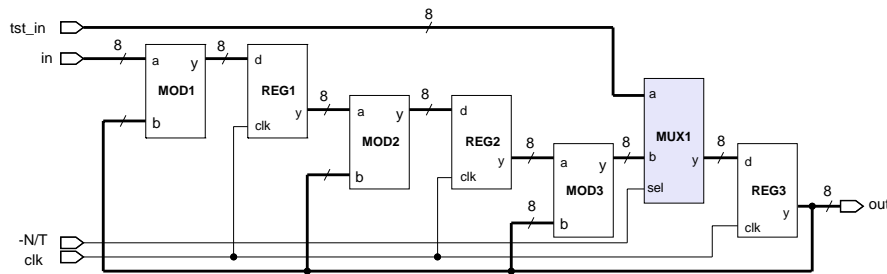 tst_in 8
in 8 a y 8 d
MOD1 REG1
b clk y 8 a y 8 d
MOD2 REG2
b clk y 8 a y 8
MOD3
8 b
a
MUX1
b y 8 d
sel
REG3
y 8 out
clk
-N/T
clk